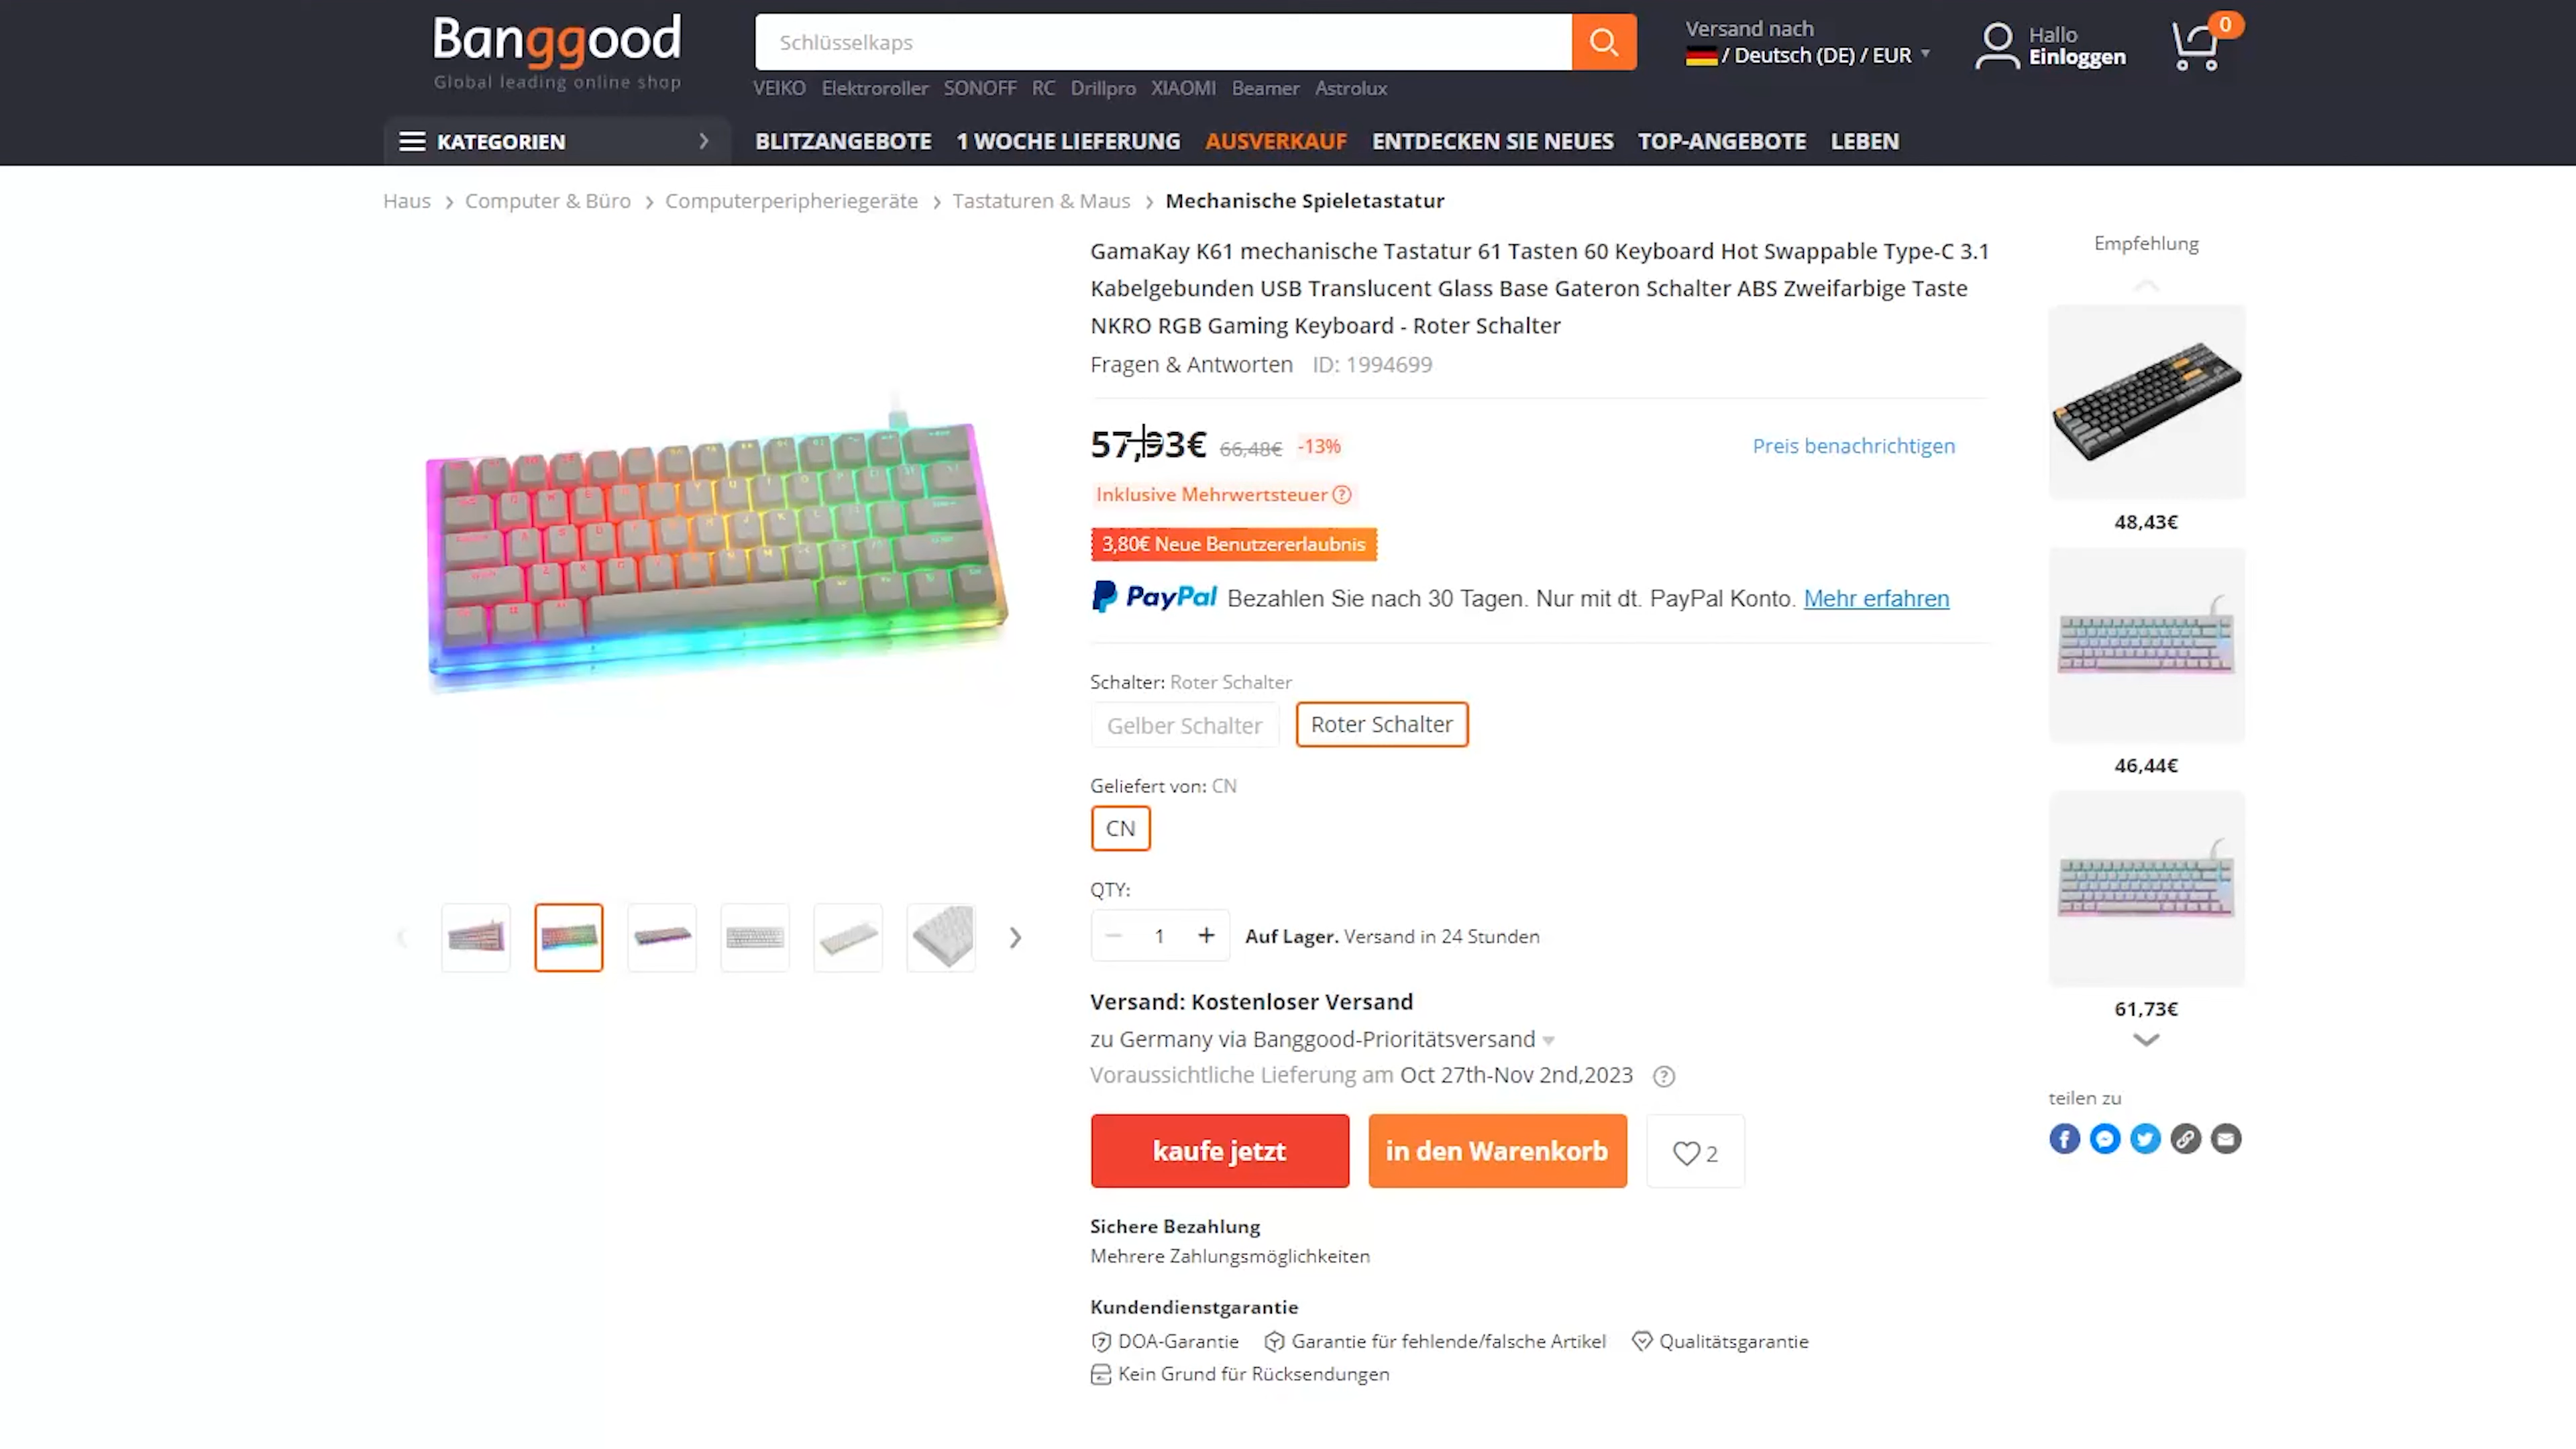 Banggood
Global leading online shop
Schlüsselkaps
VEIKO Elektroroller SONOFF RC Drillpro XIAOMI Beamer Astrolux
Versand nach
/ Deutsch (DE) / EUR
Hallo
Einloggen
0
KATEGORIEN
BLITZANGEBOTE 1 WOCHE LIEFERUNG AUSVERKAUF ENTDECKEN SIE NEUES TOP-ANGEBOTE LEBEN
Haus > Computer & Büro > Computerperipheriegeräte > Tastaturen & Maus > Mechanische Spieletastatur
GamaKay K61 mechanische Tastatur 61 Tasten 60 Keyboard Hot Swappable Type-C 3.1
Kabelgebunden USB Translucent Glass Base Gateron Schalter ABS Zweifarbige Taste
NKRO RGB Gaming Keyboard - Roter Schalter
Fragen & Antworten ID: 1994699
57,93€ 66,48€ -13%
Preis benachrichtigen
Inklusive Mehrwertsteuer
3,80€ Neue Benutzererlaubnis
PayPal Bezahlen Sie nach 30 Tagen. Nur mit dt. PayPal Konto. Mehr erfahren
Schalter: Roter Schalter
Gelber Schalter Roter Schalter
Geliefert von: CN
CN
QTY:
− 1 + Auf Lager. Versand in 24 Stunden
Versand: Kostenloser Versand
zu Germany via Banggood-Prioritätsversand
Voraussichtliche Lieferung am Oct 27th-Nov 2nd,2023
kaufe jetzt
in den Warenkorb
2
Sichere Bezahlung
Mehrere Zahlungsmöglichkeiten
Kundendienstgarantie
DOA-Garantie Garantie für fehlende/falsche Artikel Qualitätsgarantie
Kein Grund für Rücksendungen
Empfehlung
48,43€
46,44€
61,73€
teilen zu